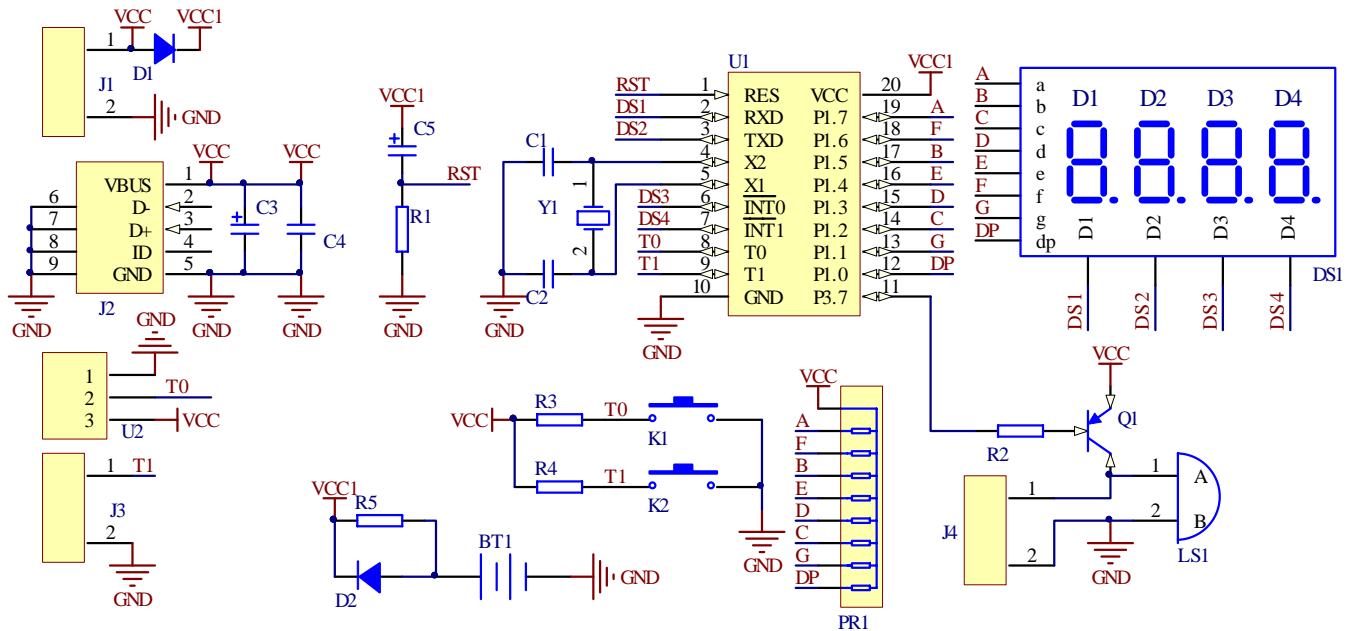 VCC VCC1
1
D1
J1
2
GND
VCC VCC
VBUS 1
6 D- 2
7 D+ 3
8 ID 4
9 GND 5
+ C3
C4
J2
GND GND GND
GND
1
2 T0
3 VCC
U2
1 T1
J3
2
GND
VCC1
C5
+
RST
R1
GND
C1
1
Y1
2
C2
GND
U1
RST 1 RES VCC 20 VCC1
DS1 2 RXD P1.7 19 A
DS2 3 TXD P1.6 18 F
4 X2 P1.5 17 B
5 X1 P1.4 16 E
DS3 6 INT0 P1.3 15 D
DS4 7 INT1 P1.2 14 C
T0 8 T0 P1.1 13 G
T1 9 T1 P1.0 12 DP
10 GND P3.7 11
GND
A a
B b
C c
D d
E e
F f
G g
DP dp
D1 D2 D3 D4
D1 D2 D3 D4
DS1
DS1 DS2 DS3 DS4
VCC R3 T0 K1
R4 T1 K2
GND
VCC1
R5
D2
BT1
GND
VCC
A
F
B
E
D
C
G
DP
PR1
VCC
Q1
R2
1 1 A
J4
2 2 B
GND
LS1